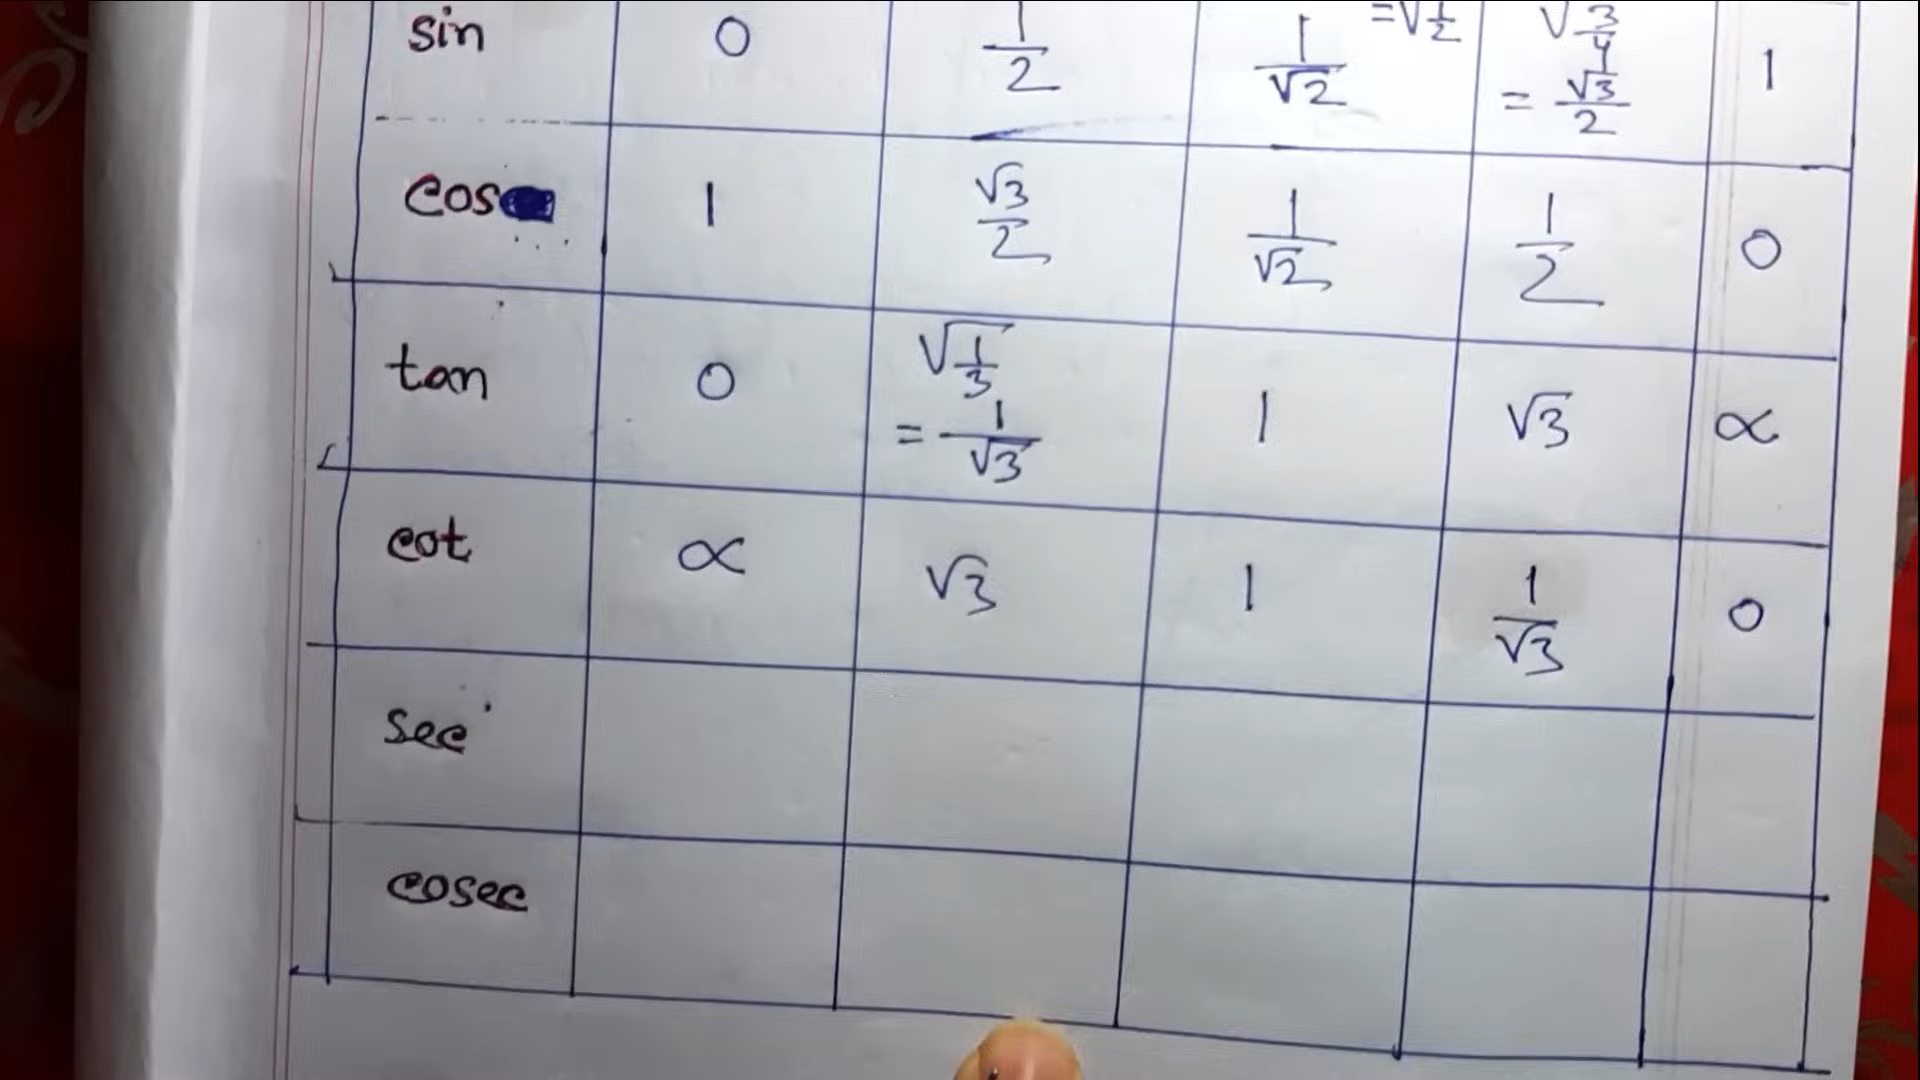 sin 0 1/2 1/√2 =√1/2 √3/4 = √3/2 1
cos 1 √3/2 1/√2 1/2 0
tan 0 √1/3 = 1/√3 1 √3 ∝
cot ∝ √3 1 1/√3 0
sec
cosec